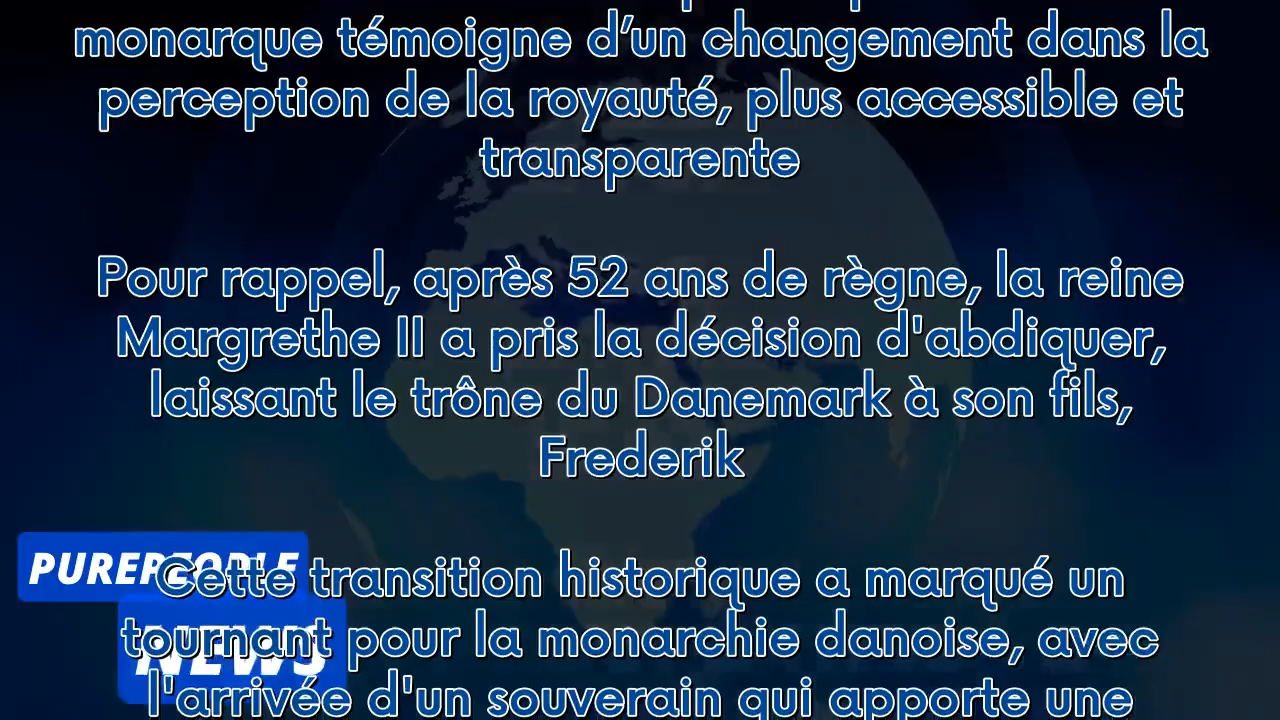 monarque témoigne d’un changement dans la
perception de la royauté, plus accessible et
transparente
Pour rappel, après 52 ans de règne, la reine
Margrethe II a pris la décision d'abdiquer,
laissant le trône du Danemark à son fils,
Frederik
PUREPEOPLE
NEWS
Cette transition historique a marqué un
tournant pour la monarchie danoise, avec
l'arrivée d'un souverain qui apporte une